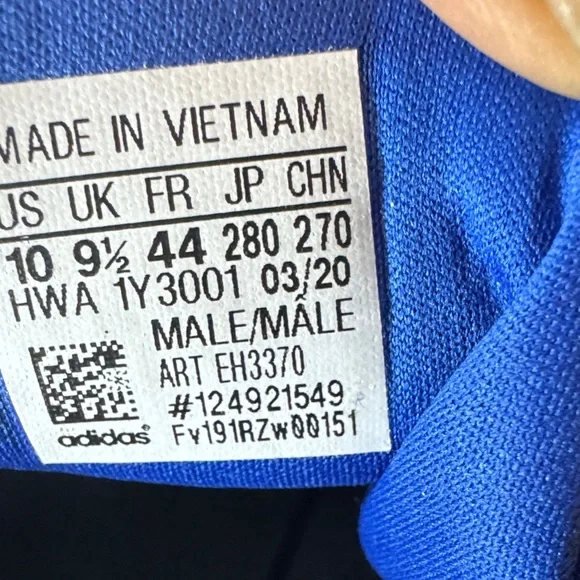 MADE IN VIETNAM
US UK FR JP CHN
10 9½ 44 280 270
HWA 1Y3001 03/20
MALE/MÂLE
ART EH3370
#124921549
adidas® Fv191RZw00151